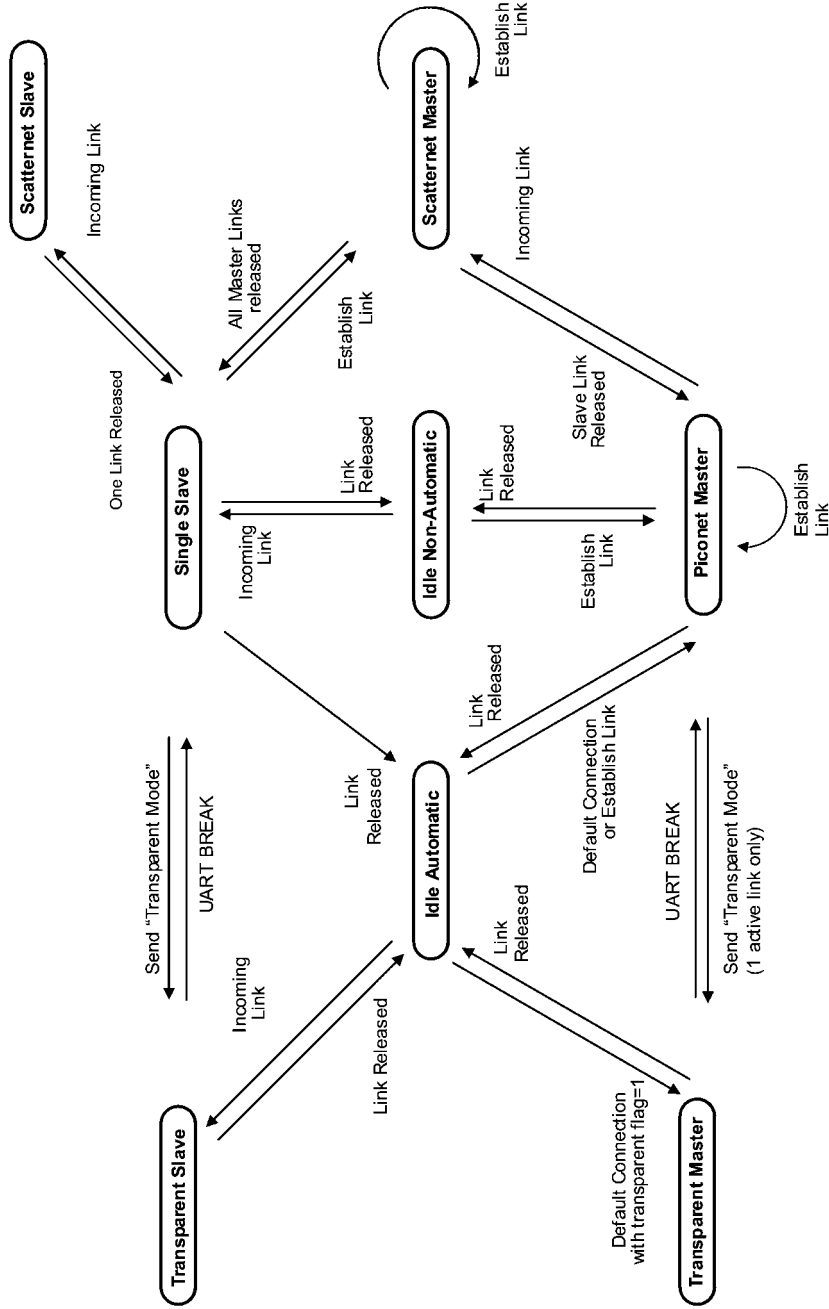 Scatternet Slave
Incoming Link
One Link Released
Single Slave
All Master Links
released
Establish
Link
Scatternet Master
Establish
Link
Incoming Link
Slave Link
Released
Incoming
Link
Link
Released
Idle Non-Automatic
Establish
Link
Link
Released
Piconet Master
Establish
Link
Send “Transparent Mode”
UART BREAK
Link
Released
Idle Automatic
Link
Released
Default Connection
or Establish Link
Transparent Slave
Incoming
Link
Link Released
Link
Released
Default Connection
with transparent flag=1
Transparent Master
UART BREAK
Send “Transparent Mode”
(1 active link only)